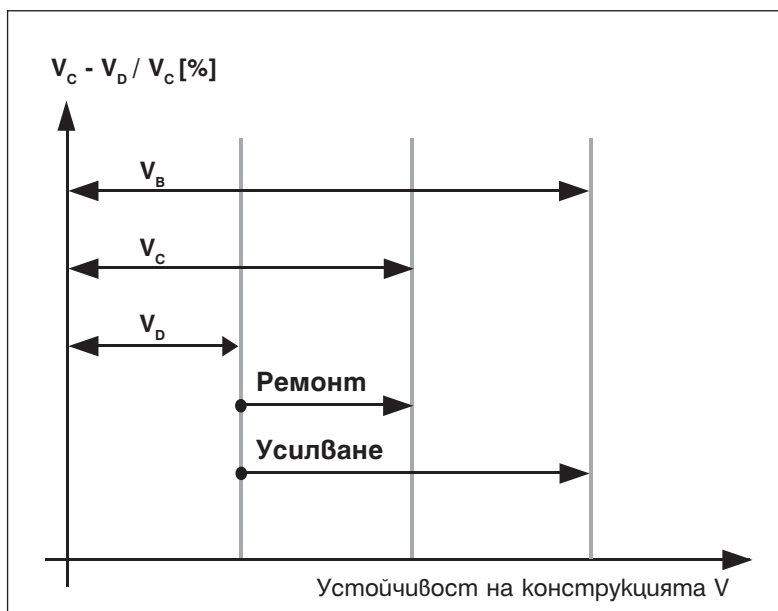 V_C - V_D / V_C [%]
V_B
V_C
V_D
Ремонт
Усилване
Устойчивост на конструкцията V